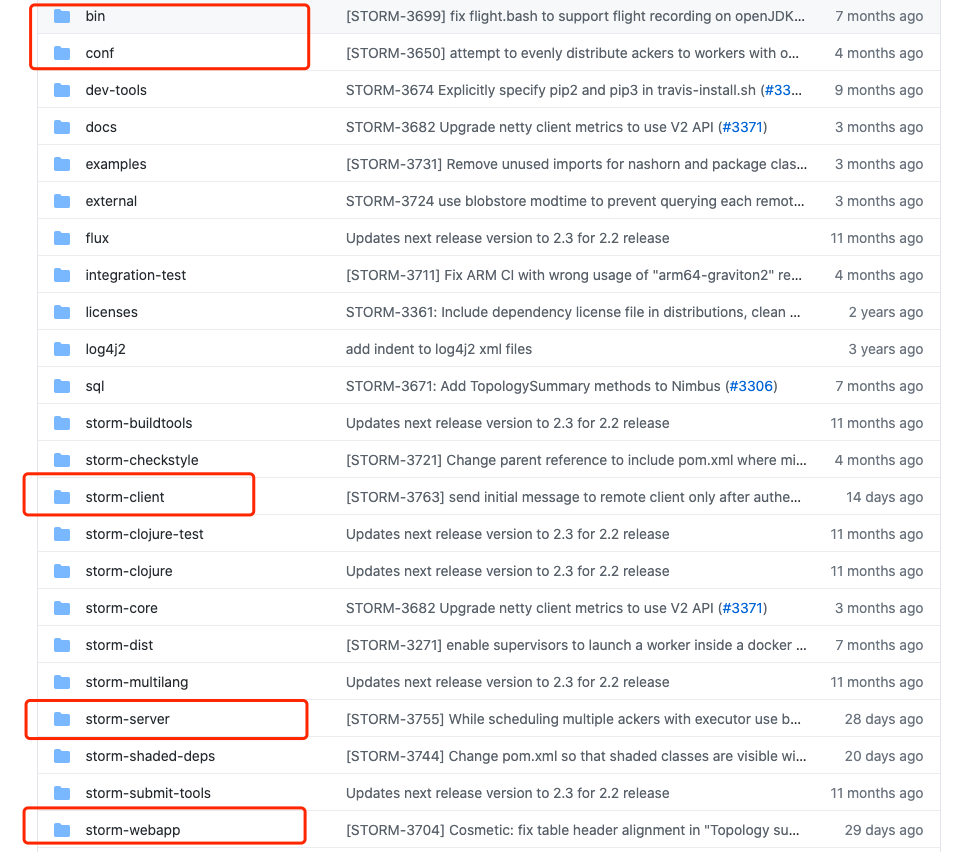 bin [STORM-3699] fix flight.bash to support flight recording on openJDK... 7 months ago
conf [STORM-3650] attempt to evenly distribute ackers to workers with o... 4 months ago
dev-tools STORM-3674 Explicitly specify pip2 and pip3 in travis-install.sh (#33... 9 months ago
docs STORM-3682 Upgrade netty client metrics to use V2 API (#3371) 3 months ago
examples [STORM-3731] Remove unused imports for nashorn and package clas... 3 months ago
external STORM-3724 use blobstore modtime to prevent querying each remot... 3 months ago
flux Updates next release version to 2.3 for 2.2 release 11 months ago
integration-test [STORM-3711] Fix ARM CI with wrong usage of "arm64-graviton2" re... 4 months ago
licenses STORM-3361: Include dependency license file in distributions, clean ... 2 years ago
log4j2 add indent to log4j2 xml files 3 years ago
sql STORM-3671: Add TopologySummary methods to Nimbus (#3306) 7 months ago
storm-buildtools Updates next release version to 2.3 for 2.2 release 11 months ago
storm-checkstyle [STORM-3721] Change parent reference to include pom.xml where mi... 4 months ago
storm-client [STORM-3763] send initial message to remote client only after authe... 14 days ago
storm-clojure-test Updates next release version to 2.3 for 2.2 release 11 months ago
storm-clojure Updates next release version to 2.3 for 2.2 release 11 months ago
storm-core STORM-3682 Upgrade netty client metrics to use V2 API (#3371) 3 months ago
storm-dist [STORM-3271] enable supervisors to launch a worker inside a docker ... 7 months ago
storm-multilang Updates next release version to 2.3 for 2.2 release 11 months ago
storm-server [STORM-3755] While scheduling multiple ackers with executor use b... 28 days ago
storm-shaded-deps [STORM-3744] Change pom.xml so that shaded classes are visible wi... 20 days ago
storm-submit-tools Updates next release version to 2.3 for 2.2 release 11 months ago
storm-webapp [STORM-3704] Cosmetic: fix table header alignment in "Topology su... 29 days ago